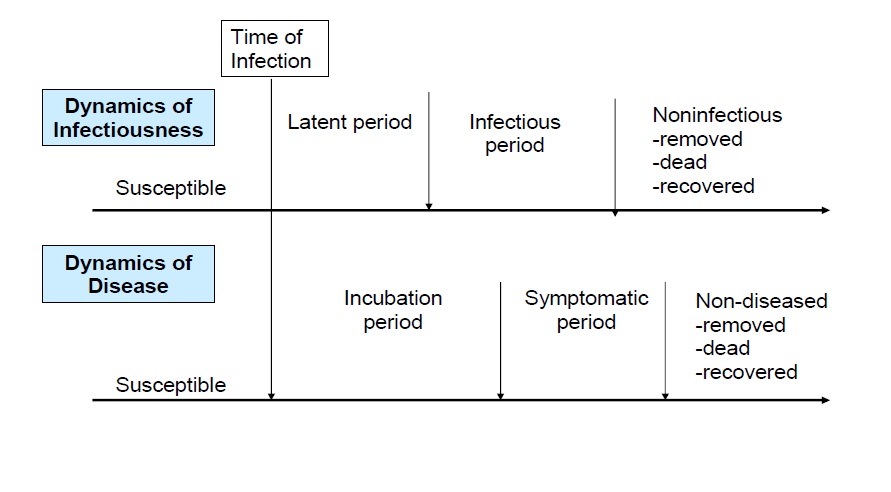 Time of
Infection
Dynamics of
Infectiousness
Latent period
Infectious
period
Noninfectious
-removed
-dead
-recovered
Susceptible
Dynamics of
Disease
Incubation
period
Symptomatic
period
Non-diseased
-removed
-dead
-recovered
Susceptible